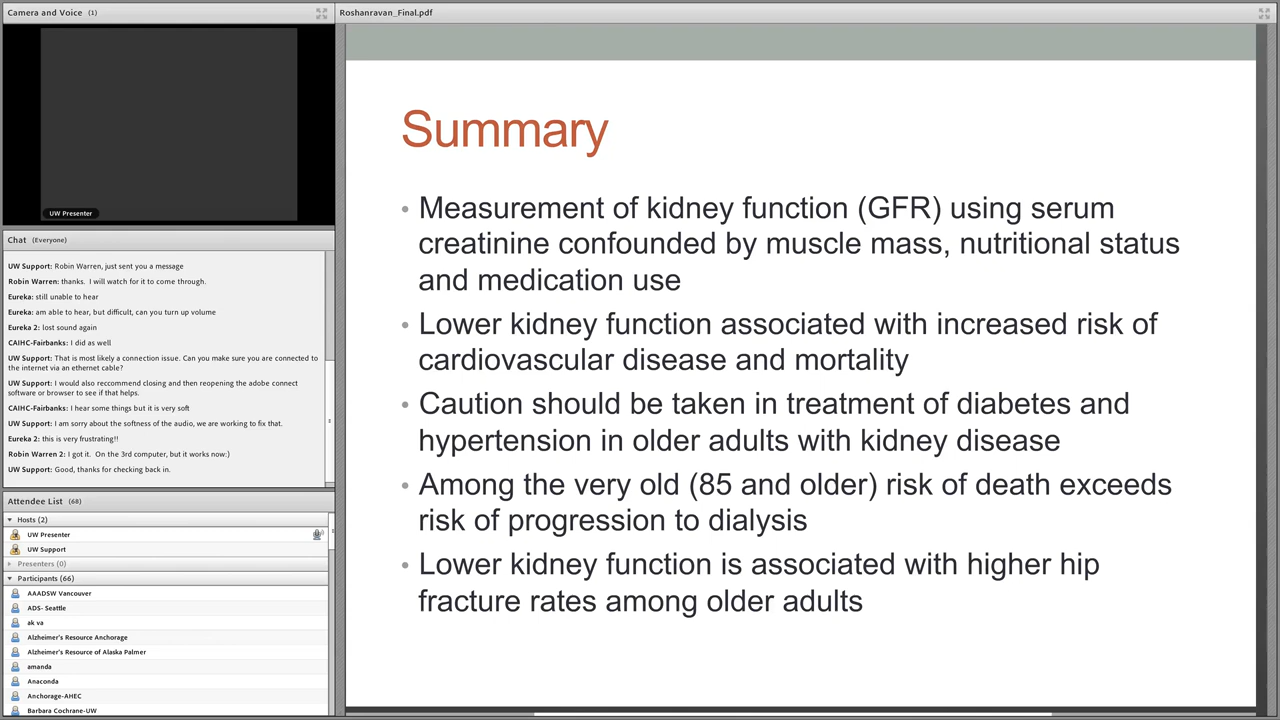 Camera and Voice (1)
UW Presenter
Chat (Everyone)
UW Support: Robin Warren, just sent you a message
Robin Warren: thanks. I will watch for it to come through.
Eureka: still unable to hear
Eureka: am able to hear, but difficult, can you turn up volume
Eureka 2: lost sound again
CAIHC-Fairbanks: I did as well
UW Support: That is most likely a connection issue. Can you make sure you are connected to
the internet via an ethernet cable?
UW Support: I would also reccommend closing and then reopening the adobe connect
software or browser to see if that helps.
CAIHC-Fairbanks: I hear some things but it is very soft
UW Support: I am sorry about the softness of the audio, we are working to fix that.
Eureka 2: this is very frustrating!!
Robin Warren 2: I got it. On the 3rd computer, but it works now:)
UW Support: Good, thanks for checking back in.
Attendee List (68)
Hosts (2)
UW Presenter
UW Support
Presenters (0)
Participants (66)
AAADSW Vancouver
ADS- Seattle
ak va
Alzheimer's Resource Anchorage
Alzheimer's Resource of Alaska Palmer
amanda
Anaconda
Anchorage-AHEC
Barbara Cochrane-UW
Roshanravan_Final.pdf
Summary
• Measurement of kidney function (GFR) using serum
creatinine confounded by muscle mass, nutritional status
and medication use
• Lower kidney function associated with increased risk of
cardiovascular disease and mortality
• Caution should be taken in treatment of diabetes and
hypertension in older adults with kidney disease
• Among the very old (85 and older) risk of death exceeds
risk of progression to dialysis
• Lower kidney function is associated with higher hip
fracture rates among older adults